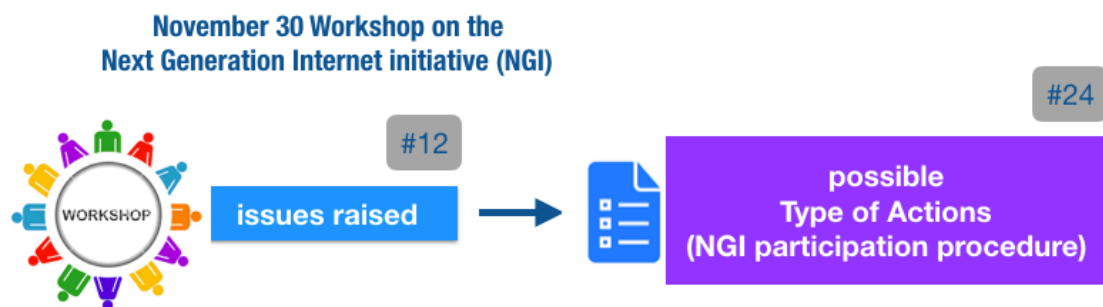 November 30 Workshop on the
Next Generation Internet initiative (NGI)
#24
#12
WORKSHOP
issues raised
possible
Type of Actions
(NGI participation procedure)